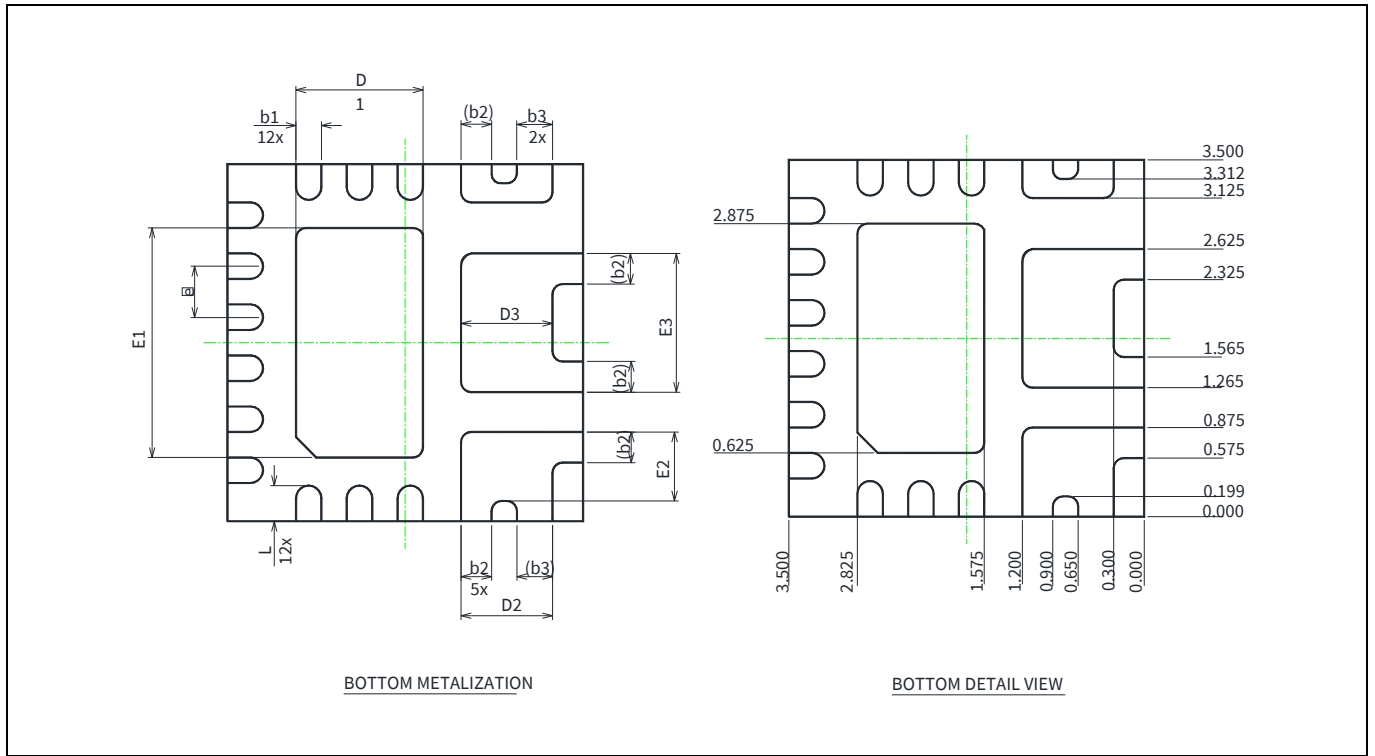 D
1
b1
12x
(b2)
b3
2x
e
E1
(b2)
D3
E3
(b2)
(b2)
E2
L
12x
b2
5x
(b3)
D2
BOTTOM METALIZATION
3.500
3.312
3.125
2.875
2.625
2.325
1.565
1.265
0.875
0.625
0.575
0.199
0.000
3.500
2.825
1.575
1.200
0.900
0.650
0.300
0.000
BOTTOM DETAIL VIEW